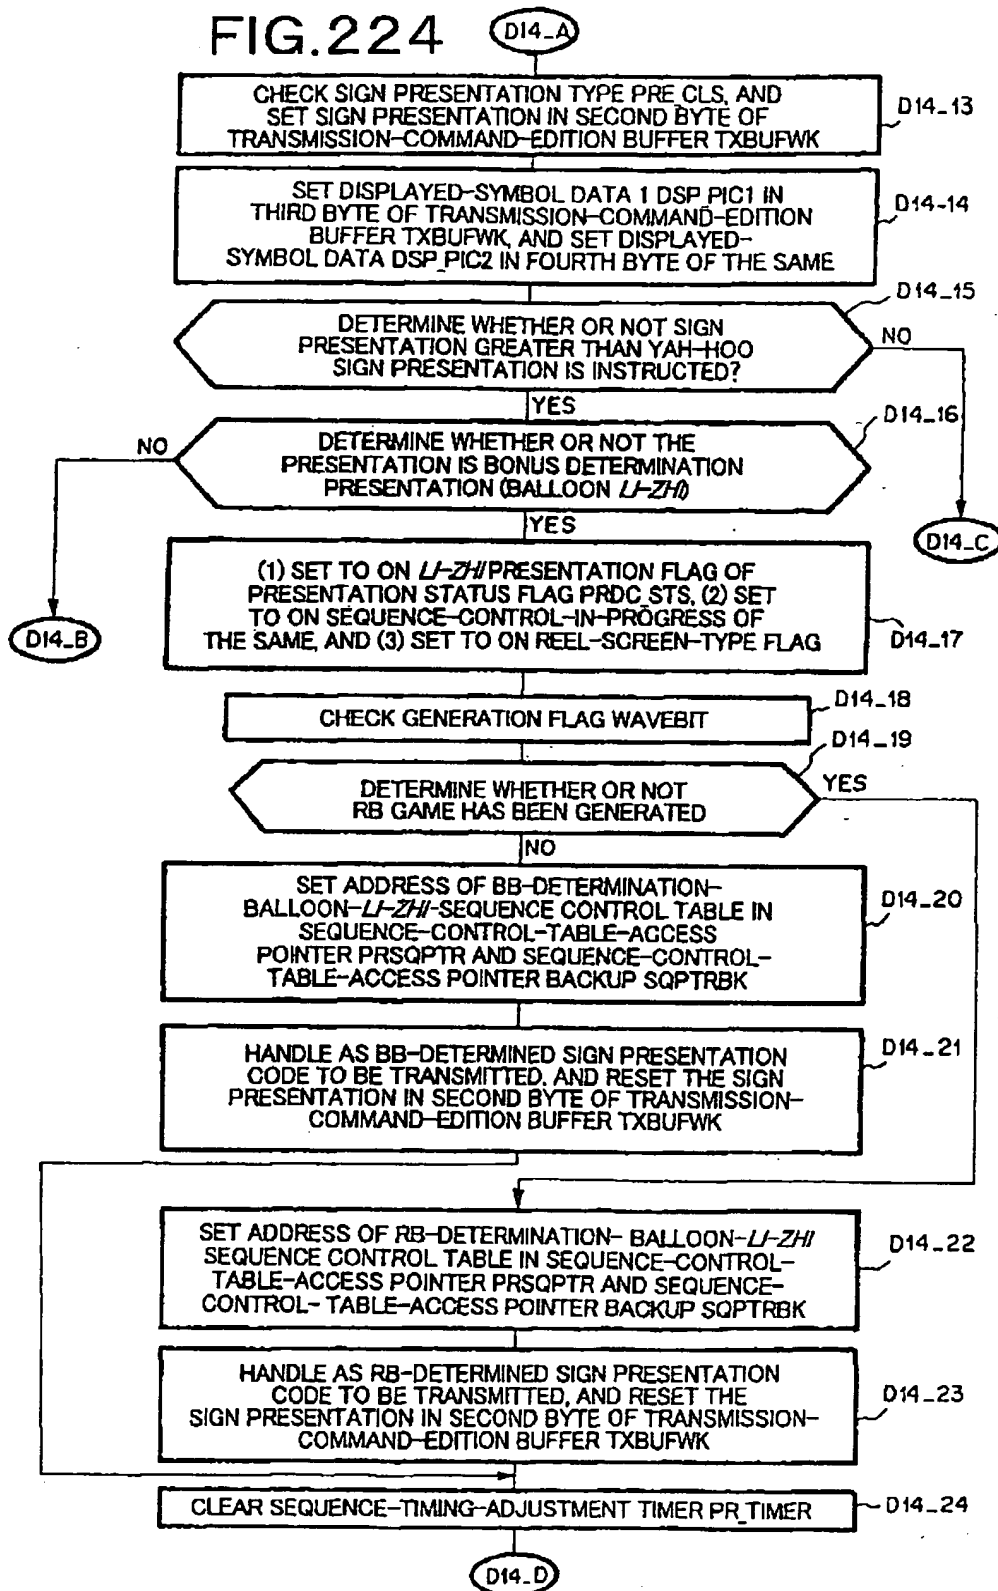 FIG.224
D14_A
CHECK SIGN PRESENTATION TYPE PRE_CLS, AND
SET SIGN PRESENTATION IN SECOND BYTE OF
TRANSMISSION-COMMAND-EDITION BUFFER TXBUFWK
D14_13
SET DISPLAYED-SYMBOL DATA 1 DSP_PIC1 IN
THIRD BYTE OF TRANSMISSION-COMMAND-EDITION
BUFFER TXBUFWK, AND SET DISPLAYED-
SYMBOL DATA DSP_PIC2 IN FOURTH BYTE OF THE SAME
D14-14
D14_15
DETERMINE WHETHER OR NOT SIGN
PRESENTATION GREATER THAN YAH-HOO
SIGN PRESENTATION IS INSTRUCTED?
NO
YES
D14_16
NO
DETERMINE WHETHER OR NOT THE
PRESENTATION IS BONUS DETERMINATION
PRESENTATION (BALLOON LI-ZHI)
YES
D14_C
D14_B
(1) SET TO ON LI-ZHI PRESENTATION FLAG OF
PRESENTATION STATUS FLAG PRDC_STS, (2) SET
TO ON SEQUENCE-CONTROL-IN-PROGRESS OF
THE SAME, AND (3) SET TO ON REEL-SCREEN-TYPE FLAG
D14_17
D14_18
CHECK GENERATION FLAG WAVEBIT
D14_19
DETERMINE WHETHER OR NOT
RB GAME HAS BEEN GENERATED
YES
NO
SET ADDRESS OF BB-DETERMINATION-
BALLOON-LI-ZHI-SEQUENCE CONTROL TABLE IN
SEQUENCE-CONTROL-TABLE-ACCESS
POINTER PRSQPTR AND SEQUENCE-CONTROL-
TABLE-ACCESS POINTER BACKUP SQPTRBK
D14_20
HANDLE AS BB-DETERMINED SIGN PRESENTATION
CODE TO BE TRANSMITTED, AND RESET THE SIGN
PRESENTATION IN SECOND BYTE OF TRANSMISSION-
COMMAND-EDITION BUFFER TXBUFWK
D14_21
SET ADDRESS OF RB-DETERMINATION- BALLOON-LI-ZHI
SEQUENCE CONTROL TABLE IN SEQUENCE-CONTROL-
TABLE-ACCESS POINTER PRSQPTR AND SEQUENCE-
CONTROL- TABLE-ACCESS POINTER BACKUP SQPTRBK
D14_22
HANDLE AS RB-DETERMINED SIGN PRESENTATION
CODE TO BE TRANSMITTED, AND RESET THE
SIGN PRESENTATION IN SECOND BYTE OF TRANSMISSION-
COMMAND-EDITION BUFFER TXBUFWK
D14_23
CLEAR SEQUENCE-TIMING-ADJUSTMENT TIMER PR_TIMER
D14_24
D14_D